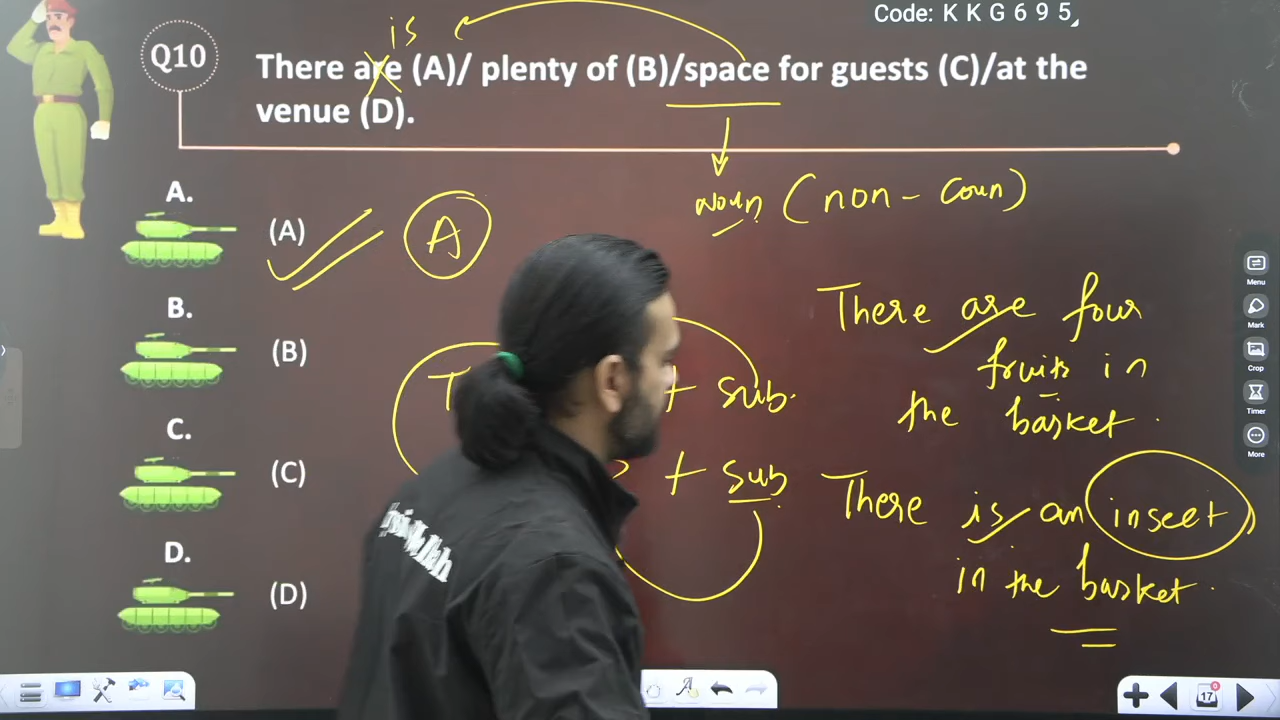 Code: K K G 6 9 5
is
Q10
There are (A)/ plenty of (B)/space for guests (C)/at the
venue (D).
Noun (non-coun)
A.
(A)
A
B.
(B)
C.
(C)
D.
(D)
T + sub.
+ sub
There are four
fruits in
the basket.
There is an insect
in the basket.
Menu
Mark
Crop
Timer
More
17